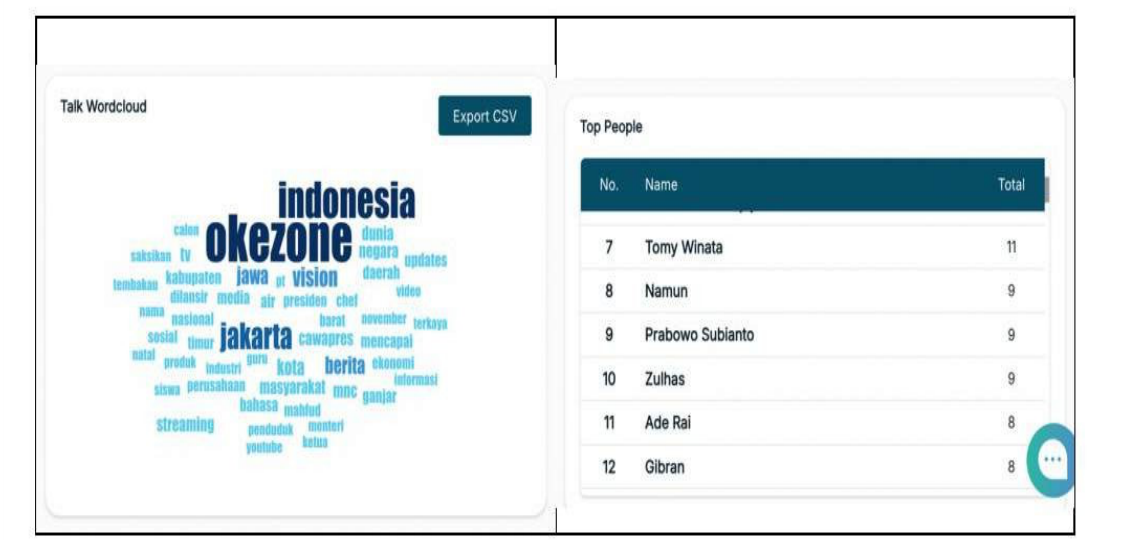 Talk Wordcloud
Export CSV
indonesia
calon okezone dunia
saksikan tv negara updates
tembakau kabupaten jawa pt vision daerah
dilansir media air presiden chef video
nama nasional barat november terkaya
sosial timur jakarta cawapres mencapai
natal produk industri guru kota berita ekonomi
siswa perusahaan masyarakat mnc ganjar informasi
bahasa mahfud
streaming penduduk menteri
youtube ketua
Top People
No. Name Total
7 Tomy Winata 11
8 Namun 9
9 Prabowo Subianto 9
10 Zulhas 9
11 Ade Rai 8
12 Gibran 8